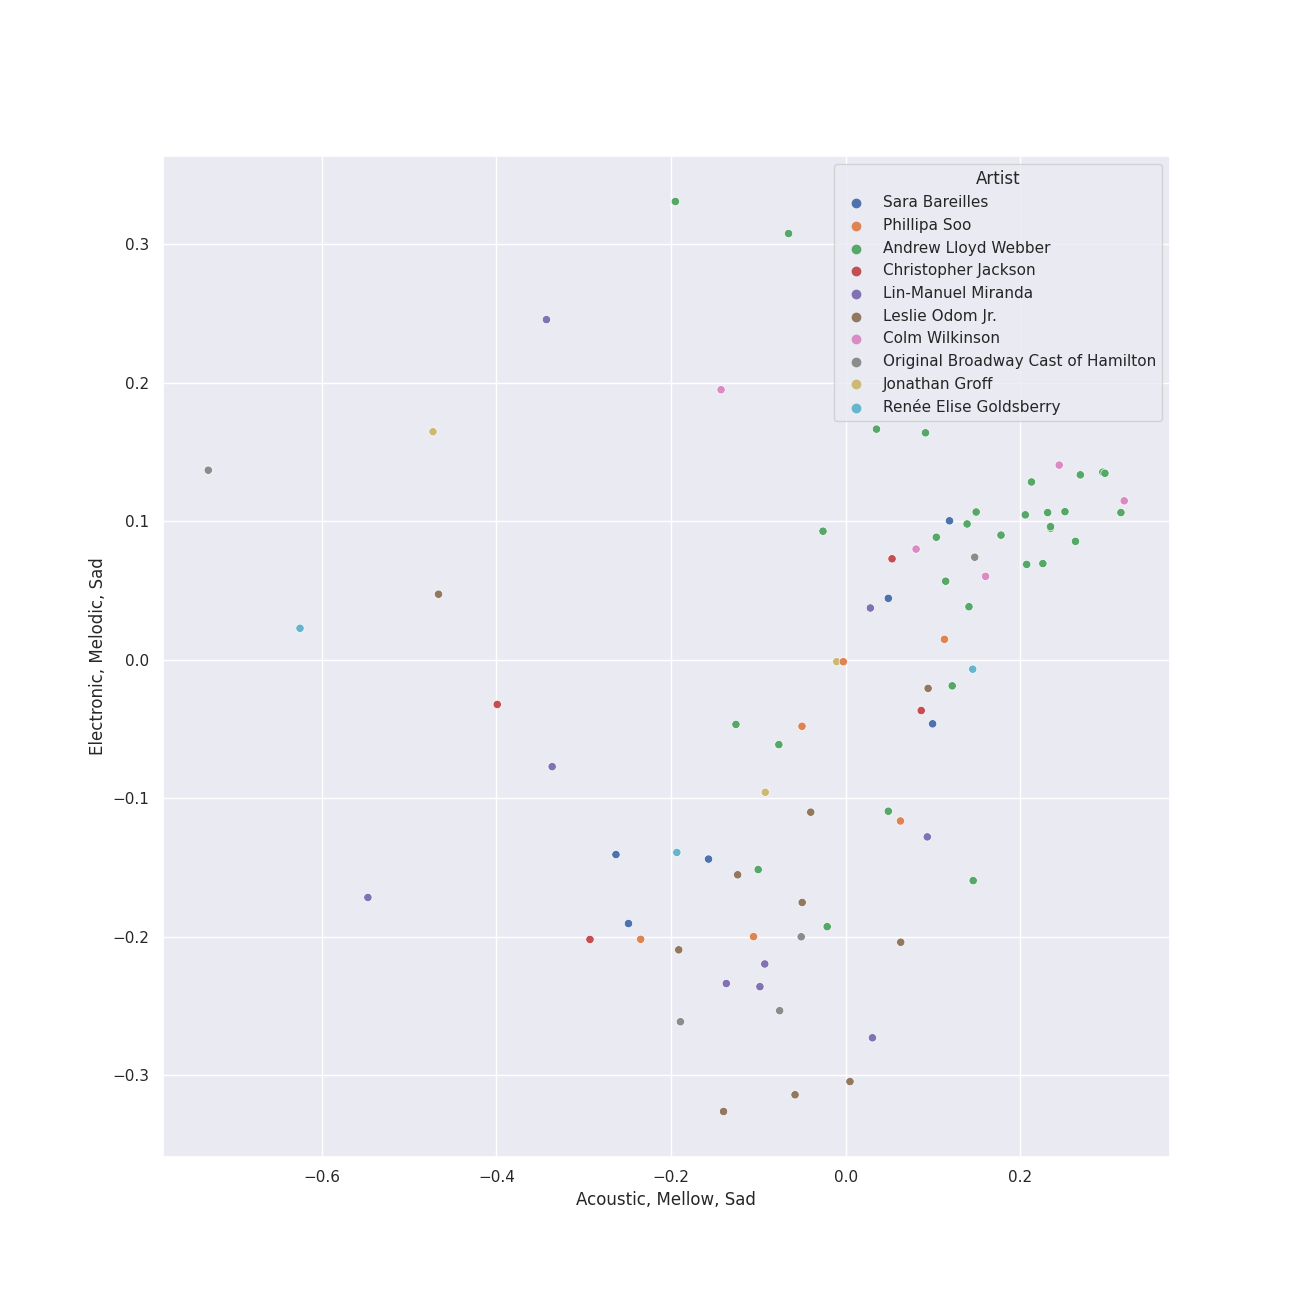 Artist
Sara Bareilles
Phillipa Soo
Andrew Lloyd Webber
Christopher Jackson
Lin-Manuel Miranda
Leslie Odom Jr.
Colm Wilkinson
Original Broadway Cast of Hamilton
Jonathan Groff
Renée Elise Goldsberry
0.3
0.2
0.1
0.0
−0.1
−0.2
−0.3
Electronic, Melodic, Sad
−0.6 −0.4 −0.2 0.0 0.2
Acoustic, Mellow, Sad